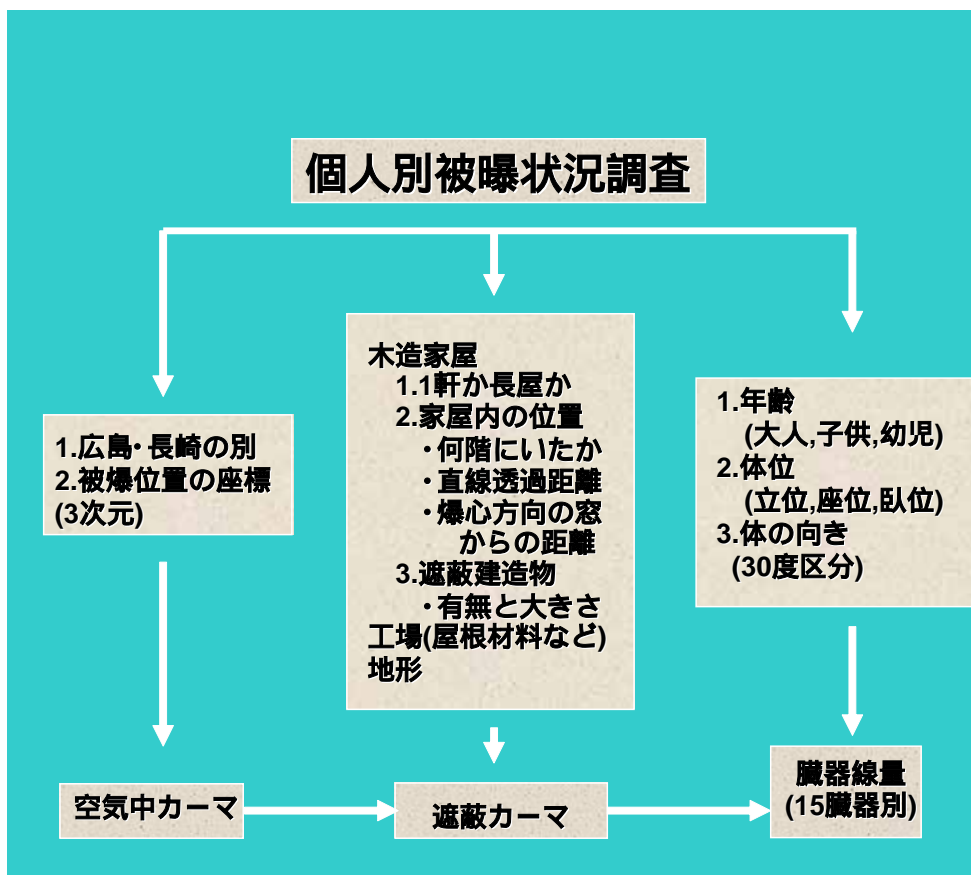 個人別被曝状況調査
1.広島・長崎の別
2.被爆位置の座標
(3次元)
木造家屋
1.1軒か長屋か
2.家屋内の位置
・何階にいたか
・直線透過距離
・爆心方向の窓
からの距離
3.遮蔽建造物
・有無と大きさ
工場(屋根材料など)
地形
1.年齢
(大人,子供,幼児)
2.体位
(立位,座位,臥位)
3.体の向き
(30度区分)
空気中カーマ
遮蔽カーマ
臓器線量
(15臓器別)